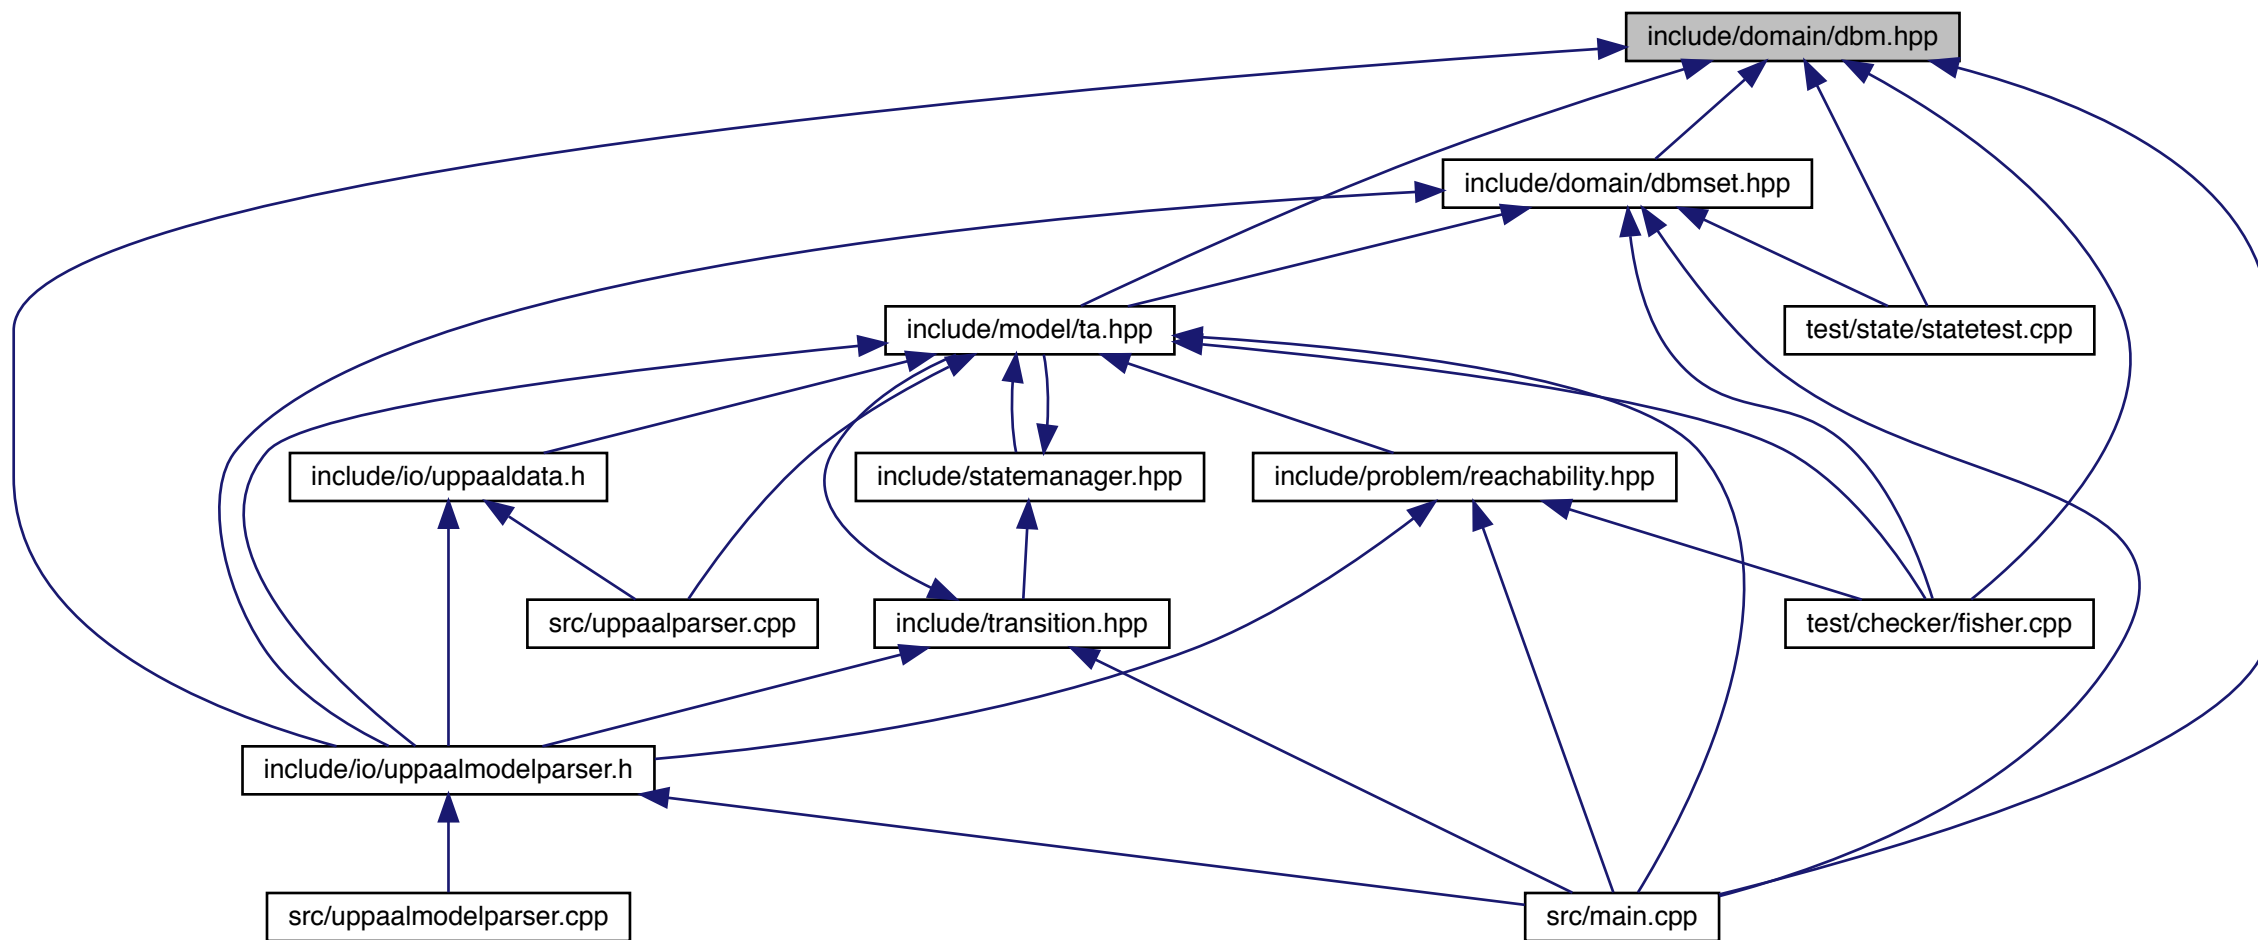 include/domain/dbm.hpp
include/domain/dbmset.hpp
include/model/ta.hpp
test/state/statetest.cpp
include/io/uppaaldata.h
include/statemanager.hpp
include/problem/reachability.hpp
src/uppaalparser.cpp
include/transition.hpp
test/checker/fisher.cpp
include/io/uppaalmodelparser.h
src/uppaalmodelparser.cpp
src/main.cpp